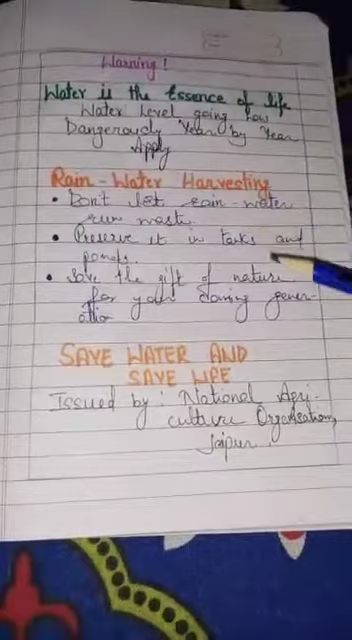 Warning!
Water is the Essence of life
Water Level going low
Dangerously Year by Year
Apply
Rain-Water Harvesting
• Don't let rain-water
run waste.
• Preserve it in tanks and
ponds.
• Save the gift of nature
for your coming gener-
ation
SAVE WATER AND
SAVE LIFE
Issued by: National Agri-
culture Organisation,
Jaipur.